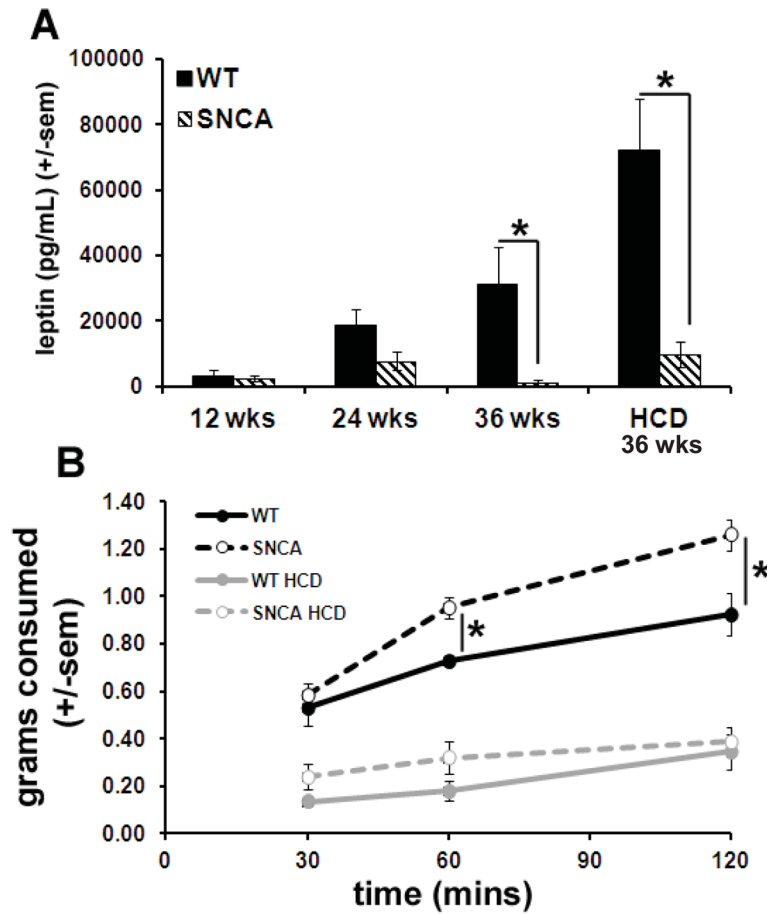 A
100000
80000
60000
40000
20000
0
leptin (pg/mL) (+/-sem)
WT
SNCA
*
*
12 wks
24 wks
36 wks
HCD
36 wks
B
1.40
1.20
1.00
0.80
0.60
0.40
0.20
0.00
grams consumed
(+/-sem)
WT
SNCA
WT HCD
SNCA HCD
*
*
0
30
60
90
120
time (mins)